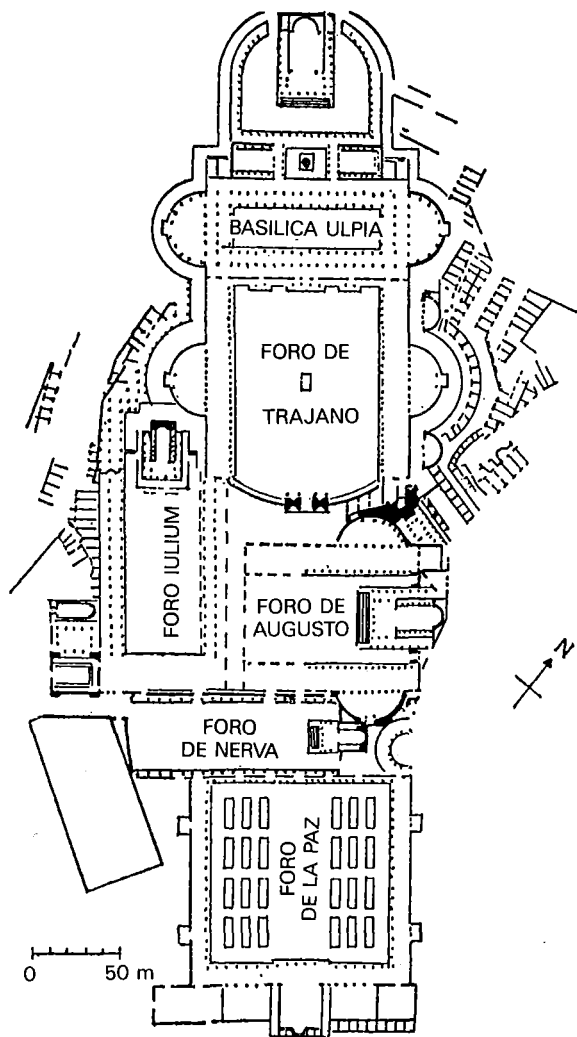 BASILICA ULPIA
FORO DE
TRAJANO
FORO IULIUM
FORO DE
AUGUSTO
N
FORO
DE NERVA
FORO
DE LA PAZ
0 50 m